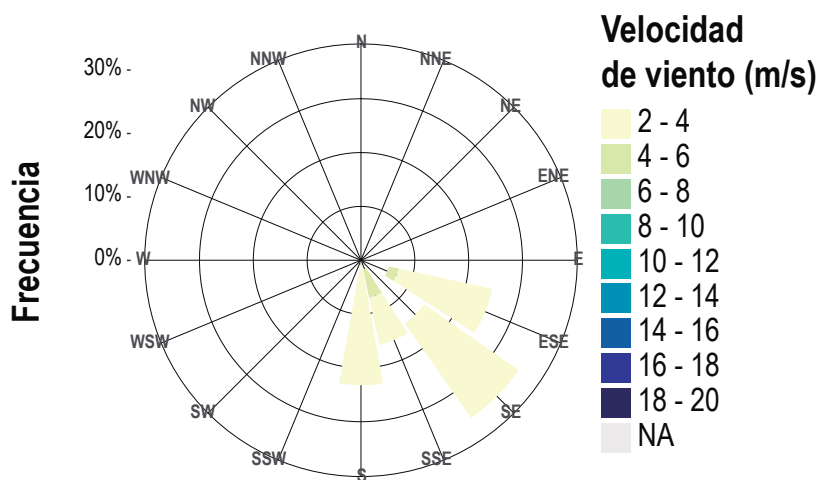 Frecuencia
30%
20%
10%
0%
N
NNE
NE
ENE
E
ESE
SE
SSE
S
SSW
SW
WSW
W
WNW
NW
NNW
Velocidad
de viento (m/s)
2 - 4
4 - 6
6 - 8
8 - 10
10 - 12
12 - 14
14 - 16
16 - 18
18 - 20
NA